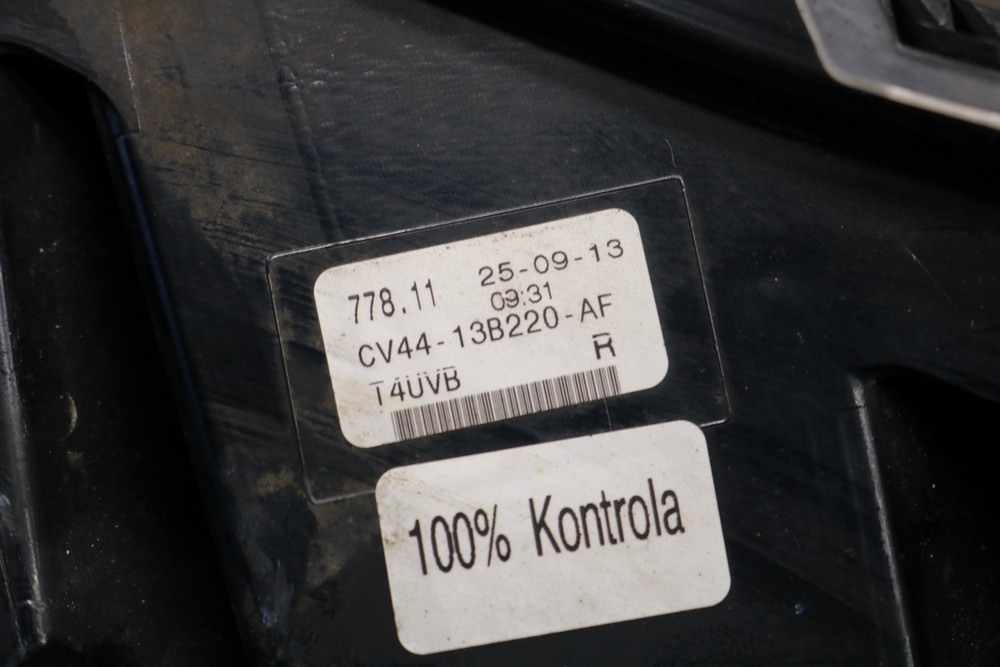 778.11 25-09-13
09:31
CV44-13B220-AF
T4UVB R
100% Kontrola